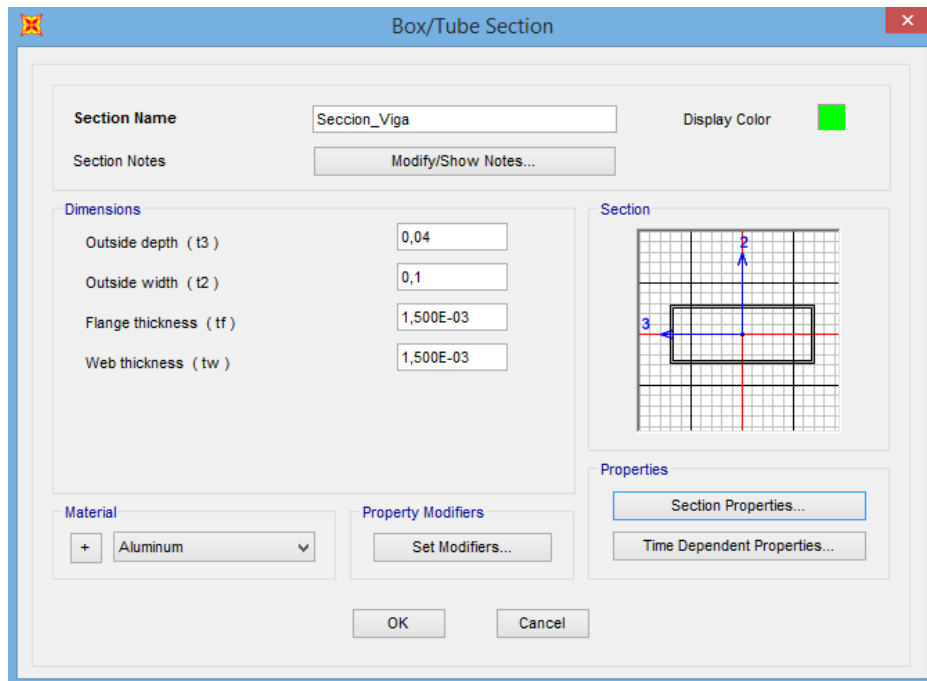 Box/Tube Section
Section Name
Seccion_Viga
Display Color
Section Notes
Modify/Show Notes...
Dimensions
Outside depth ( t3 )
0,04
Outside width ( t2 )
0,1
Flange thickness ( tf )
1,500E-03
Web thickness ( tw )
1,500E-03
Section
2
3
Material
+
Aluminum
Property Modifiers
Set Modifiers...
Properties
Section Properties...
Time Dependent Properties...
OK
Cancel